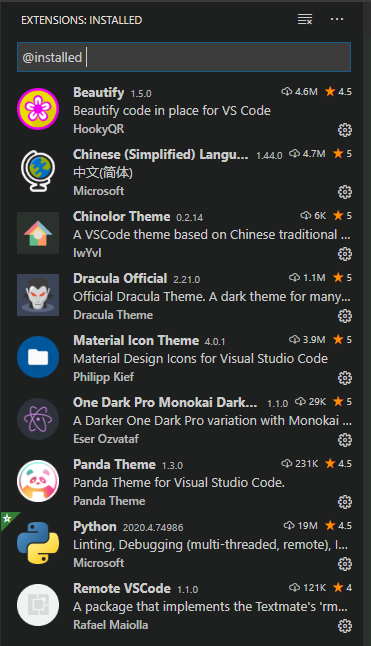 EXTENSIONS: INSTALLED
@installed
Beautify 1.5.0 4.6M 4.5
Beautify code in place for VS Code
HookyQR
Chinese (Simplified) Langu... 1.44.0 4.7M 5
中文(简体)
Microsoft
Chinolor Theme 0.2.14 6K 5
A VSCode theme based on Chinese traditional ...
lwYvI
Dracula Official 2.21.0 1.1M 5
Official Dracula Theme. A dark theme for many...
Dracula Theme
Material Icon Theme 4.0.1 3.9M 5
Material Design Icons for Visual Studio Code
Philipp Kief
One Dark Pro Monokai Dark... 1.1.0 29K 5
A Darker One Dark Pro variation with Monokai ...
Eser Ozvataf
Panda Theme 1.3.0 231K 4.5
Panda Theme for Visual Studio Code.
Panda Theme
Python 2020.4.74986 19M 4.5
Linting, Debugging (multi-threaded, remote), I...
Microsoft
Remote VSCode 1.1.0 121K 4
A package that implements the Textmate's 'rm...
Rafael Maiolla